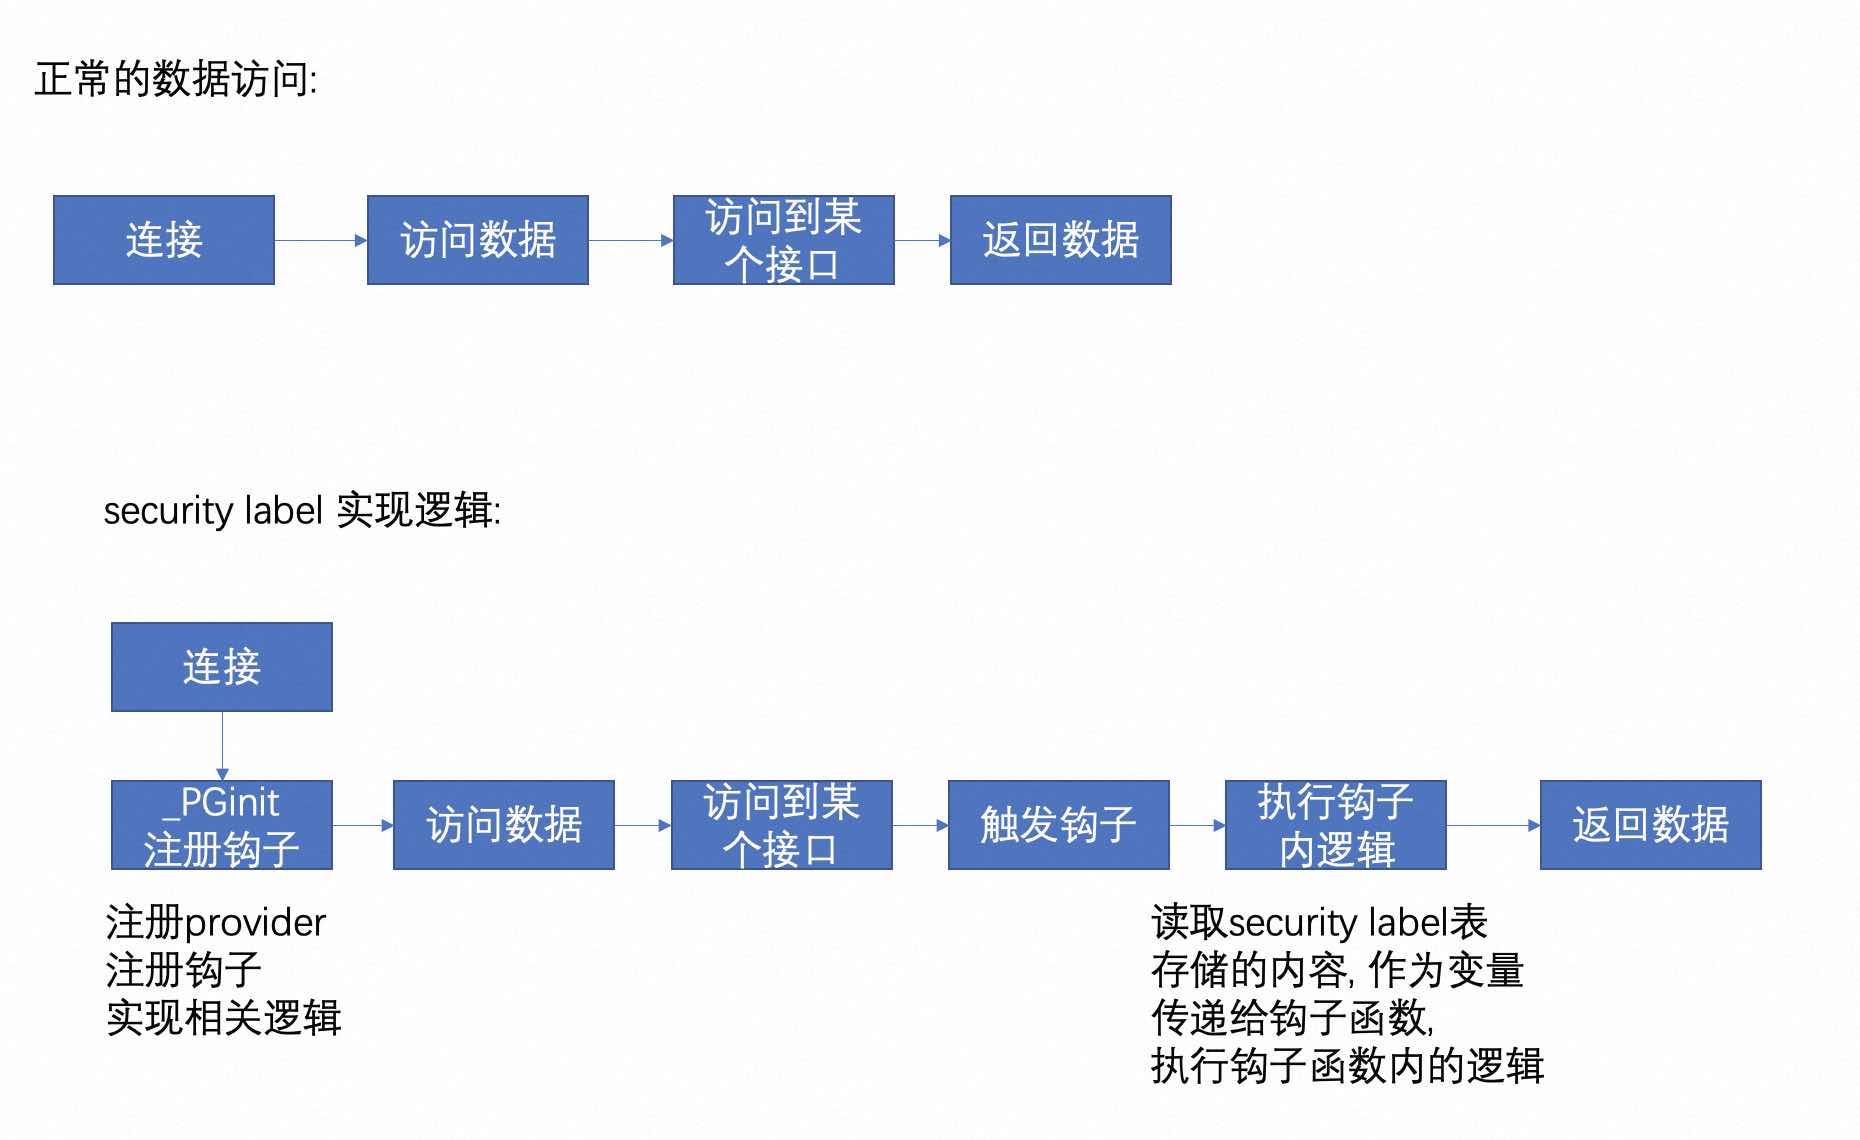 正常的数据访问:
连接
访问数据
访问到某
个接口
返回数据
security label 实现逻辑:
连接
_PGinit
注册钩子
访问数据
访问到某
个接口
触发钩子
执行钩子
内逻辑
返回数据
注册provider
注册钩子
实现相关逻辑
读取security label表
存储的内容, 作为变量
传递给钩子函数,
执行钩子函数内的逻辑